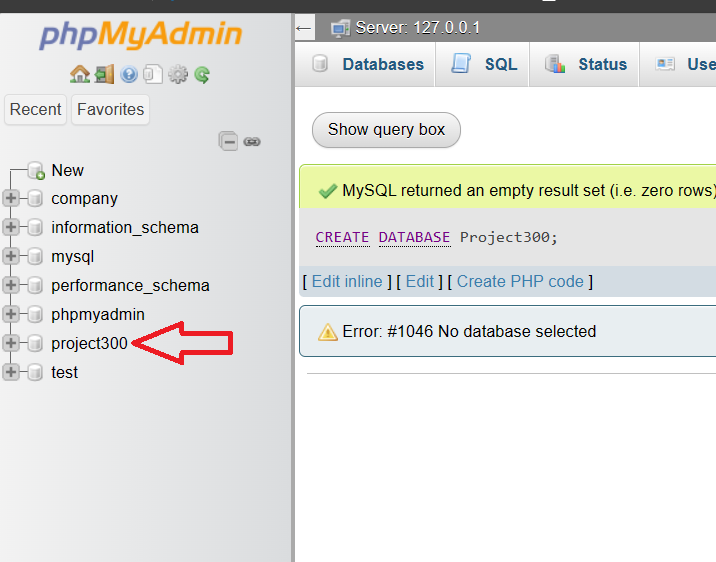 phpMyAdmin
Recent Favorites
New
company
information_schema
mysql
performance_schema
phpmyadmin
project300
test
Server: 127.0.0.1
Databases SQL Status Use
Show query box
MySQL returned an empty result set (i.e. zero rows)
CREATE DATABASE Project300;
[ Edit inline ] [ Edit ] [ Create PHP code ]
Error: #1046 No database selected